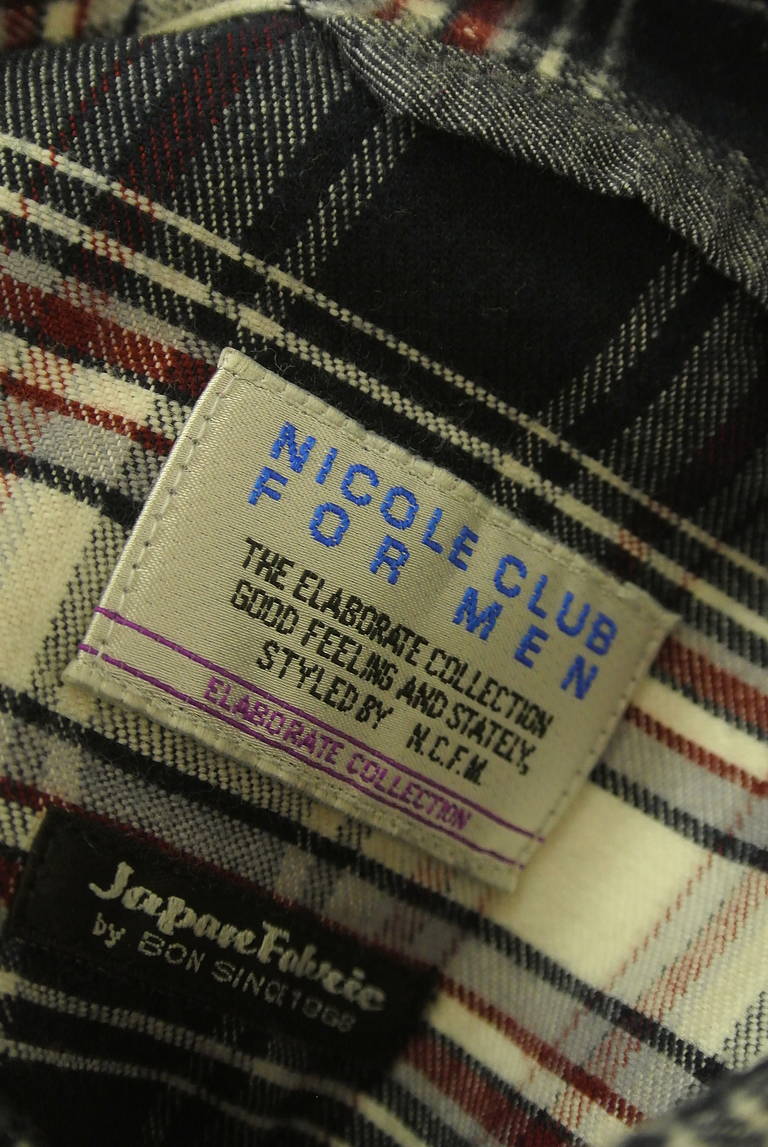 NICOLE CLUB
FOR MEN
THE ELABORATE COLLECTION
GOOD FEELING AND STATELY,
STYLED BY N.C.F.M.
ELABORATE COLLECTION
Japan Fabric
by BON SINCE 1968